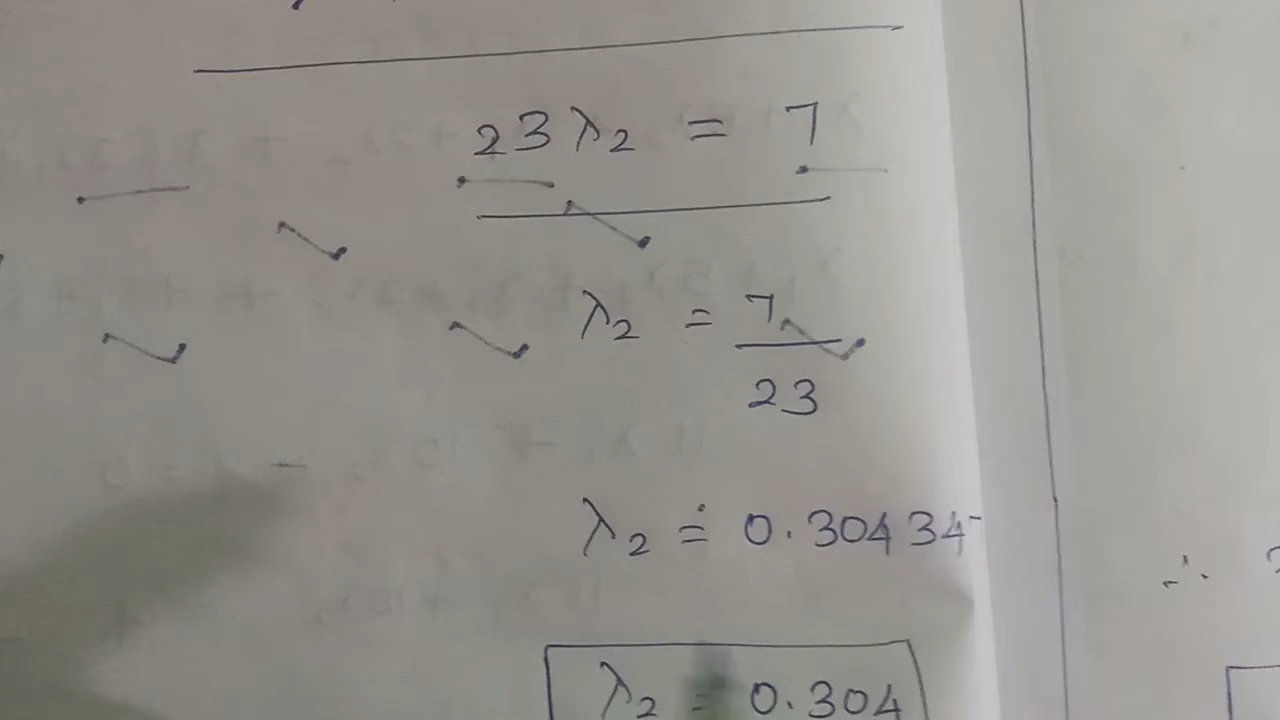 23λ₂ = 7
λ₂ = 7/23
λ₂ ≐ 0.30434
λ₂ = 0.304
∴